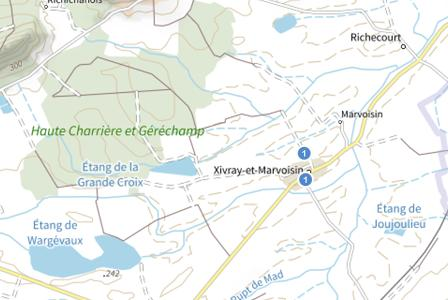 Richecourt
300
Marvoisin
Haute Charrière et Géréchamp
1
Étang de la
Grande Croix
Xivray-et-Marvoisin
1
Étang de
Wargévaux
Étang de
Joujoulieu
.242
Rupt de Mad